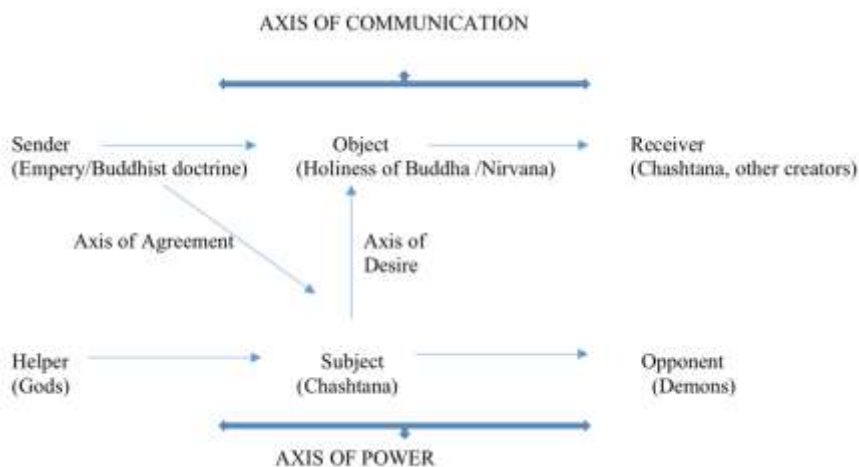 AXIS OF COMMUNICATION
Sender Object Receiver
(Empery/Buddhist doctrine) (Holiness of Buddha /Nirvana) (Chashtana, other creators)
Axis of Agreement Axis of
Desire
Helper Subject Opponent
(Gods) (Chashtana) (Demons)
AXIS OF POWER